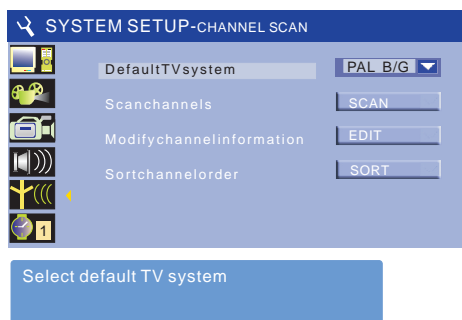 SYSTEM SETUP-CHANNEL SCAN
DefaultTVsystem PAL B/G
Scanchannels SCAN
Modifychannelinformation EDIT
Sortchannelorder SORT
1
Select default TV system